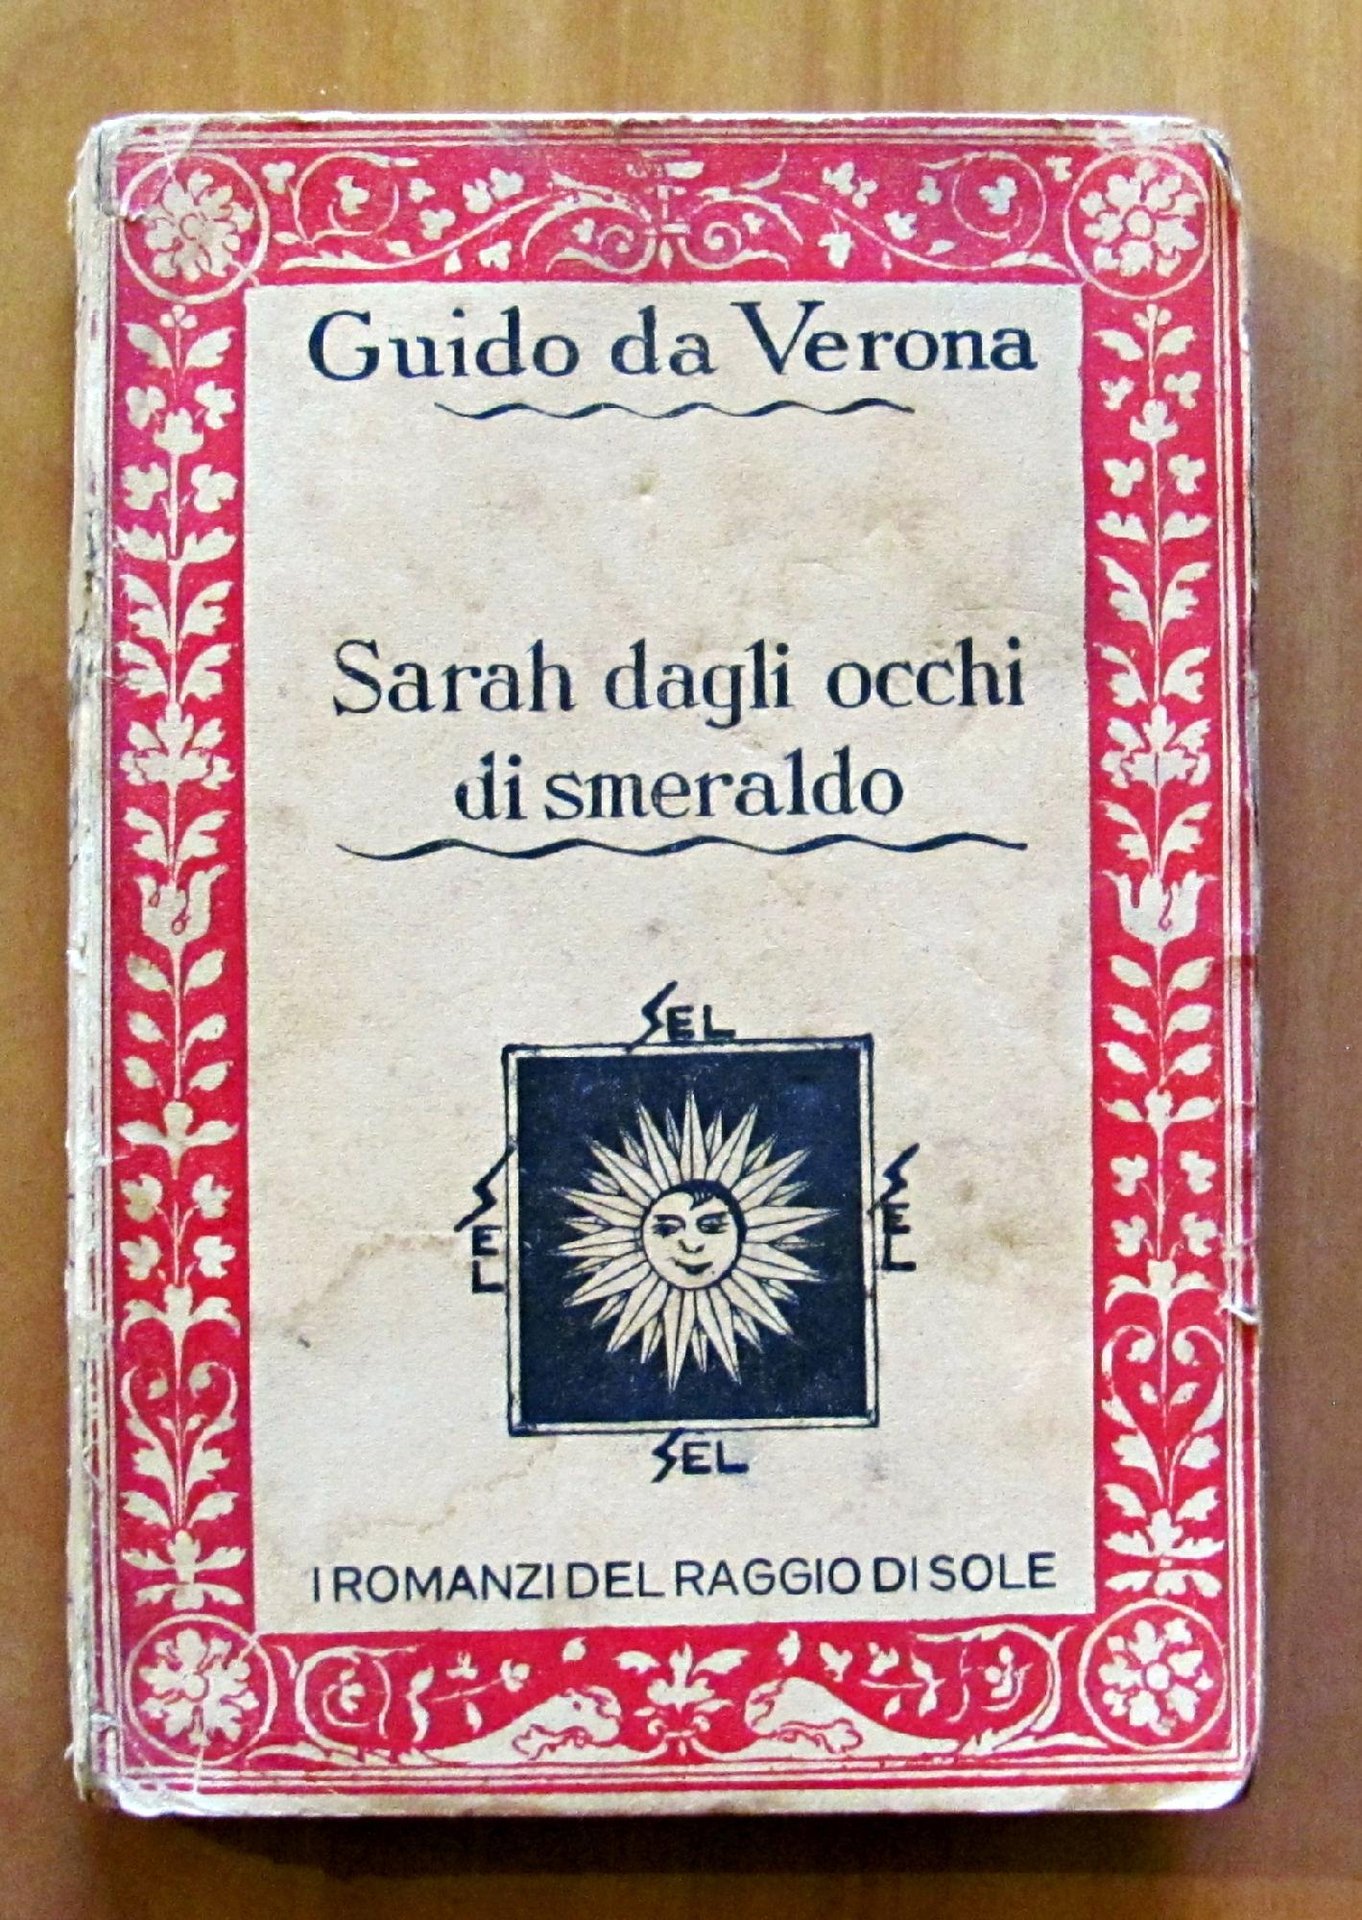 Guido da Verona
Sarah dagli occhi
di smeraldo
SEL
SEL
SEL
SEL
I ROMANZI DEL RAGGIO DI SOLE